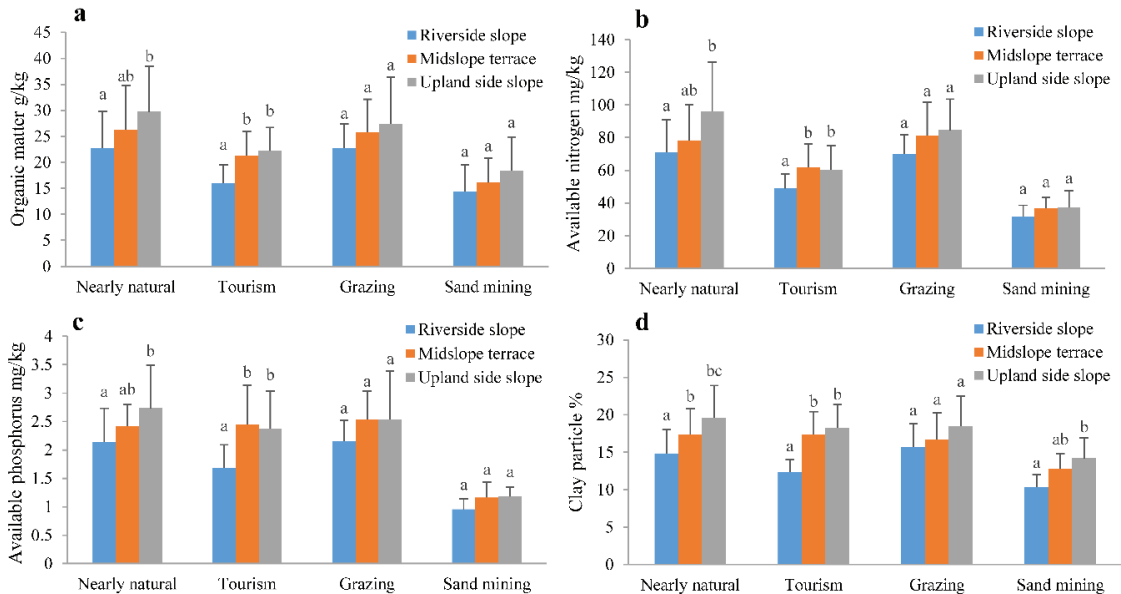 a
Organic matter g/kg
45
40
35
30
25
20
15
10
5
0
Riverside slope
Midslope terrace
Upland side slope
a ab b
a b b
a a a
a a a
Nearly natural Tourism Grazing Sand mining
b
Available nitrogen mg/kg
140
120
100
80
60
40
20
0
Riverside slope
Midslope terrace
Upland side slope
a ab b
a b b
a a a
a a a
Nearly natural Tourism Grazing Sand mining
c
Available phosphorus mg/kg
4
3.5
3
2.5
2
1.5
1
0.5
0
Riverside slope
Midslope terrace
Upland side slope
a ab b
a b b
a a a
a a a
Nearly natural Tourism Grazing Sand mining
d
Clay particle %
30
25
20
15
10
5
0
Riverside slope
Midslope terrace
Upland side slope
a b bc
a b b
a a a
a ab b
Nearly natural Tourism Grazing Sand mining